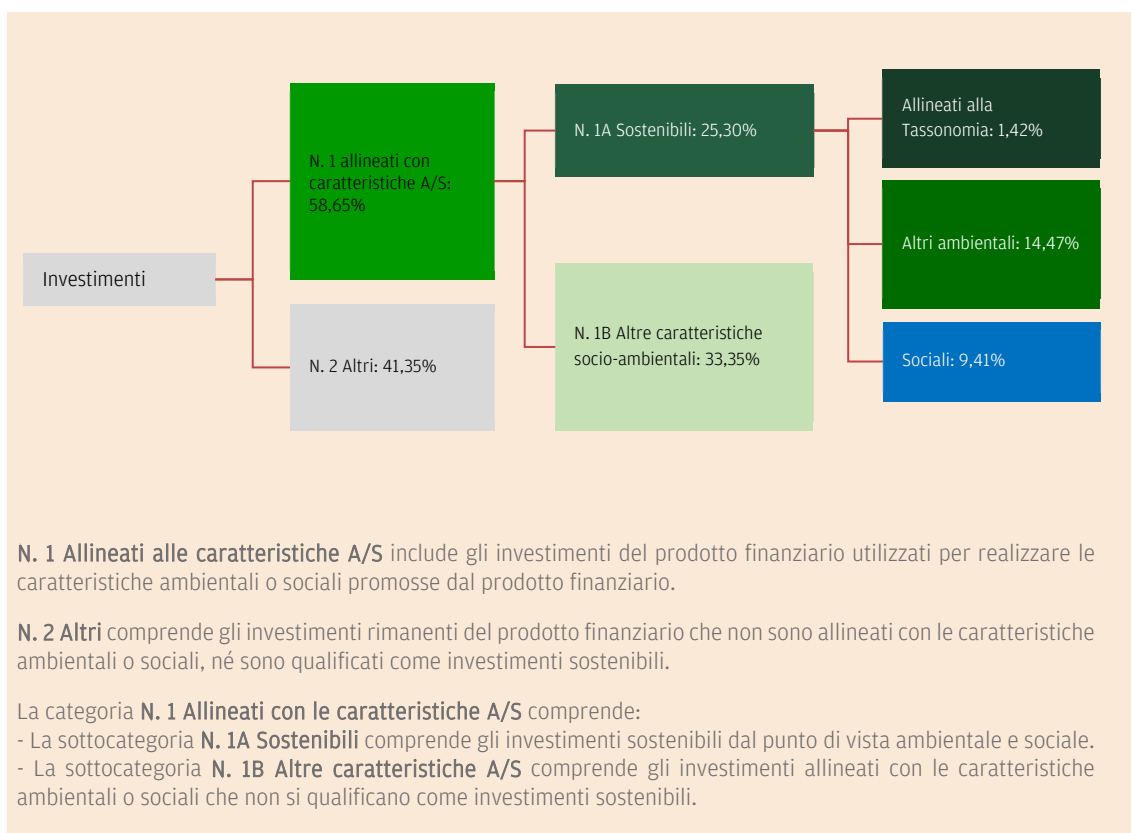 Investimenti
N. 1 allineati con
caratteristiche A/S:
58,65%
N. 2 Altri: 41,35%
N. 1A Sostenibili: 25,30%
N. 1B Altre caratteristiche
socio-ambientali: 33,35%
Allineati alla
Tassonomia: 1,42%
Altri ambientali: 14,47%
Sociali: 9,41%
N. 1 Allineati alle caratteristiche A/S include gli investimenti del prodotto finanziario utilizzati per realizzare le
caratteristiche ambientali o sociali promosse dal prodotto finanziario.
N. 2 Altri comprende gli investimenti rimanenti del prodotto finanziario che non sono allineati con le caratteristiche
ambientali o sociali, né sono qualificati come investimenti sostenibili.
La categoria N. 1 Allineati con le caratteristiche A/S comprende:
- La sottocategoria N. 1A Sostenibili comprende gli investimenti sostenibili dal punto di vista ambientale e sociale.
- La sottocategoria N. 1B Altre caratteristiche A/S comprende gli investimenti allineati con le caratteristiche
ambientali o sociali che non si qualificano come investimenti sostenibili.